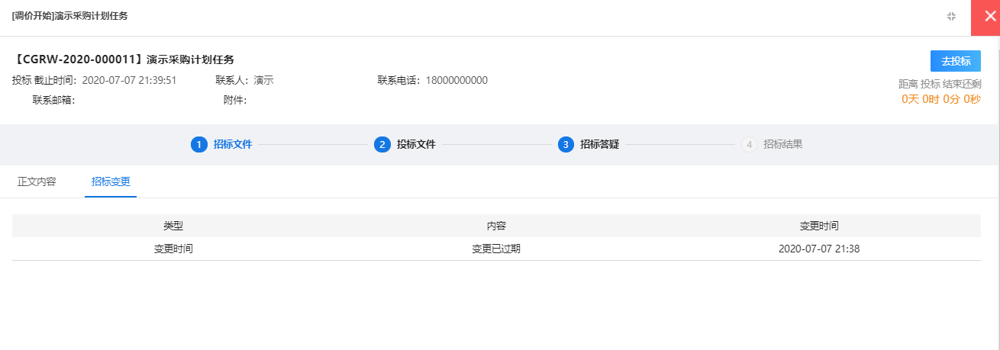 [调价开始]演示采购计划任务
【CGRW-2020-000011】演示采购计划任务
去投标
投标 截止时间：2020-07-07 21:39:51 联系人：演示 联系电话：18000000000
距离 投标 结束还剩
联系邮箱： 附件：
0天 0时 0分 0秒
1 招标文件 2 投标文件 3 招标答疑 4 招标结果
正文内容 招标变更
类型 内容 变更时间
变更时间 变更已过期 2020-07-07 21:38